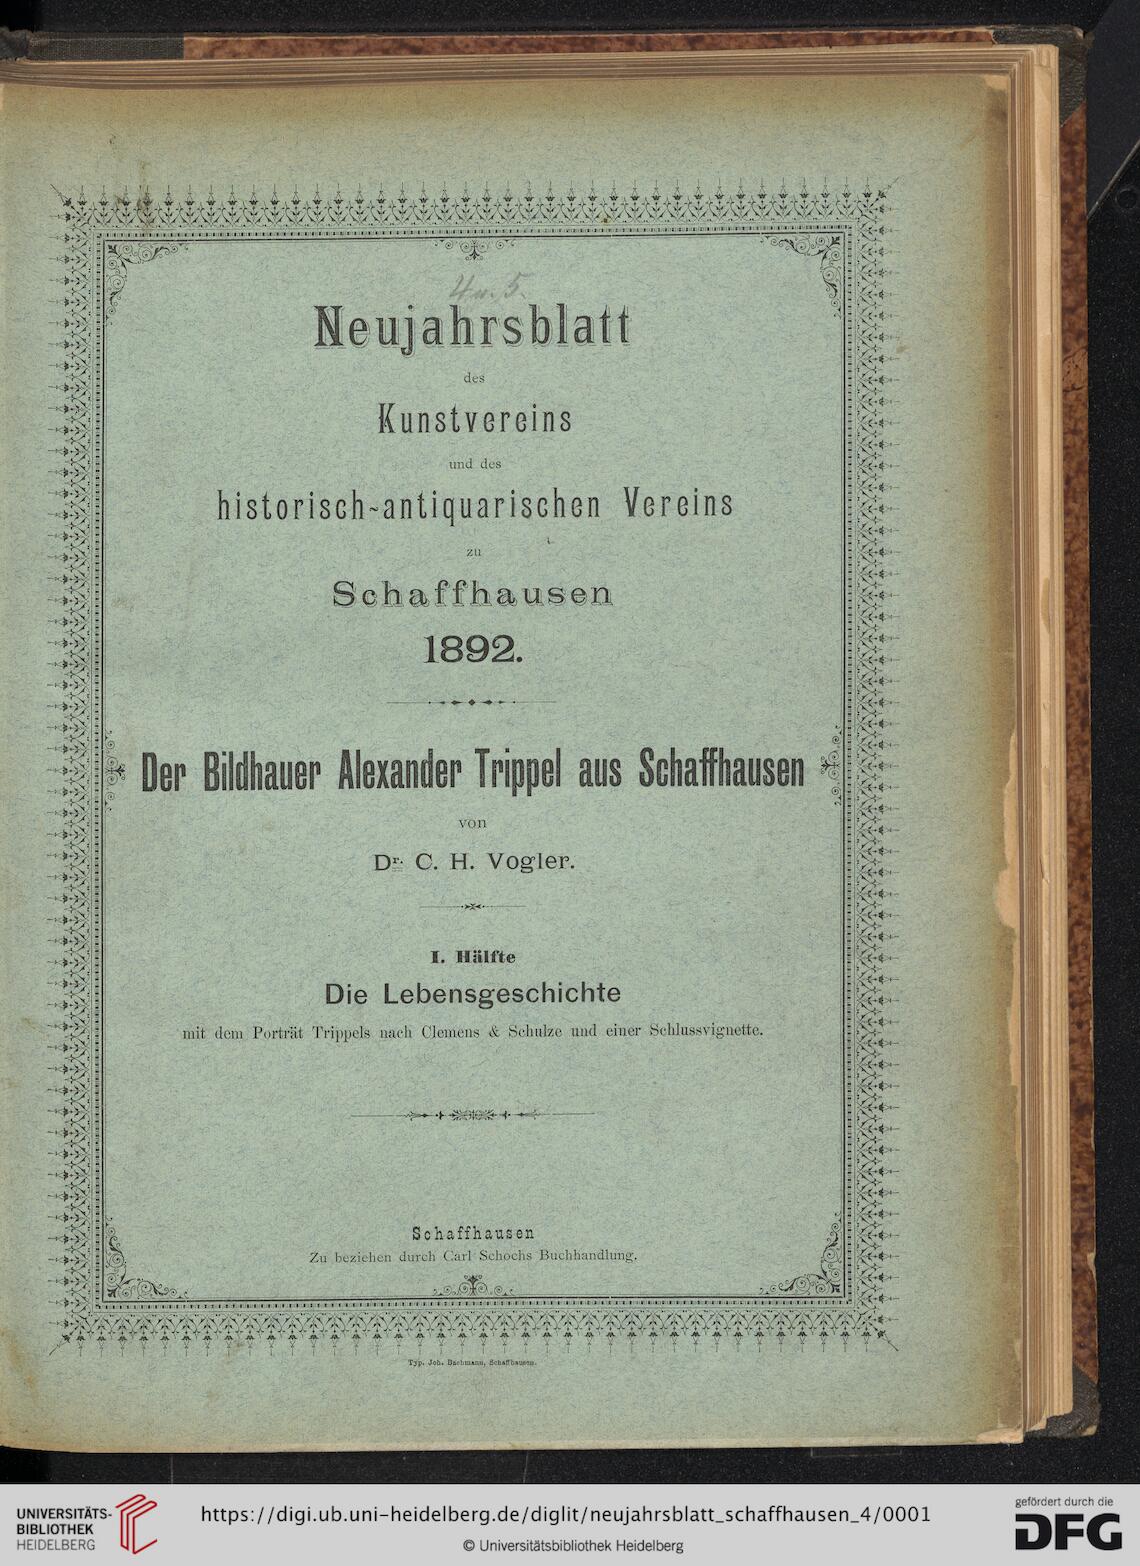 4 u. 5.
Neujahrsblatt
des
Kunstvereins
und des
historisch-antiquarischen Vereins
zu
Schaffhausen
1892.
Der Bildhauer Alexander Trippel aus Schaffhausen
von
Dr. C. H. Vogler.
I. Hälfte
Die Lebensgeschichte
mit dem Porträt Trippels nach Clemens & Schulze und einer Schlussvignette.
Schaffhausen
Zu beziehen durch Carl Schochs Buchhandlung.
Typ. Joh. Bachmann, Schaffhausen.
UNIVERSITÄTS-
BIBLIOTHEK
HEIDELBERG
https://digi.ub.uni-heidelberg.de/diglit/neujahrsblatt_schaffhausen_4/0001
© Universitätsbibliothek Heidelberg
gefördert durch die
DFG